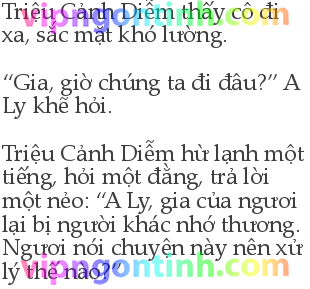 Triệu Cảnh Diễm thấy cô đi
xa, sắc mặt khó lường.
"Gia, giờ chúng ta đi đâu?" A
Ly khẽ hỏi.
Triệu Cảnh Diễm hừ lạnh một
tiếng, hỏi một đằng, trả lời
một nẻo: "A Ly, gia của ngươi
lại bị người khác nhớ thương.
Ngươi nói chuyện này nên xử
lý thế nào?"
vipngontinh.com
vipngontinh.com